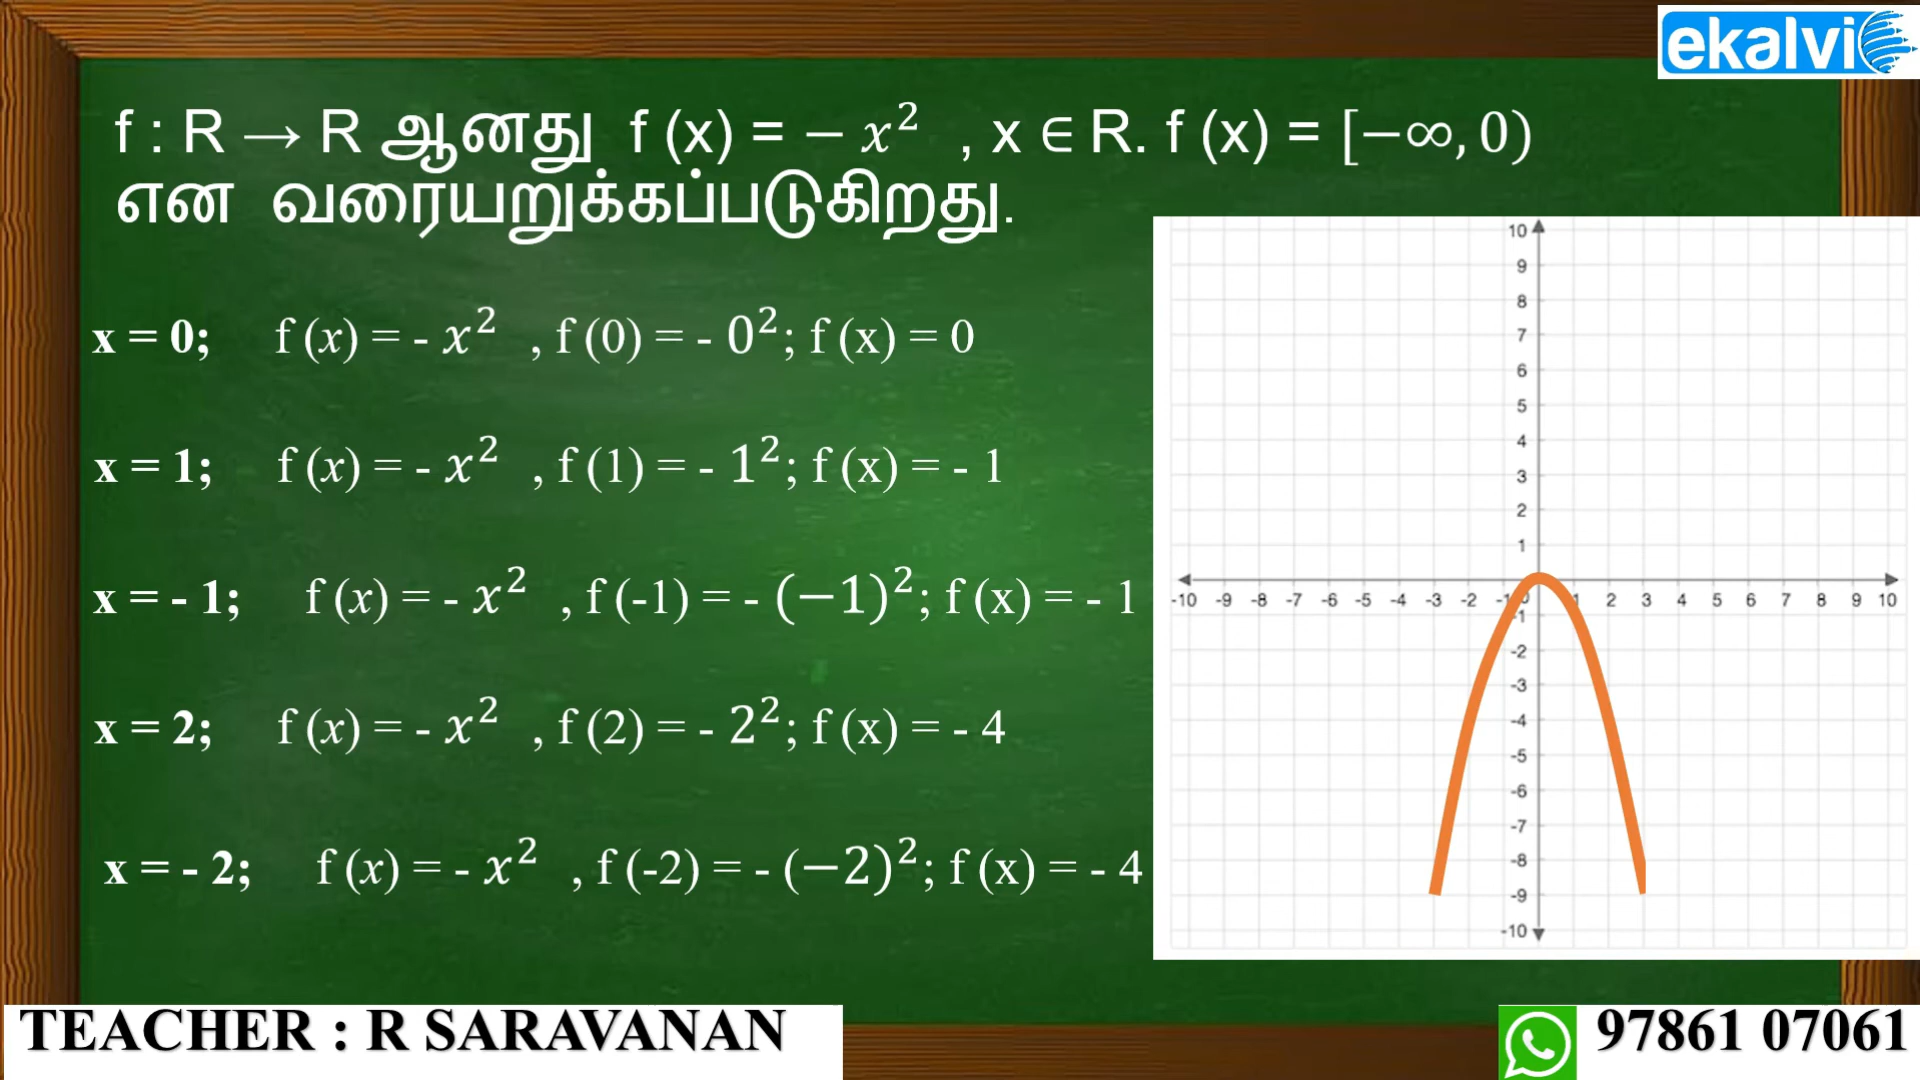 ekalvi
f : R → R ஆனது f (x) = − x² , x ∈ R. f (x) = [−∞, 0)
என வரையறுக்கப்படுகிறது.
x = 0; f (x) = - x² , f (0) = - 0²; f (x) = 0
x = 1; f (x) = - x² , f (1) = - 1²; f (x) = - 1
x = - 1; f (x) = - x² , f (-1) = - (−1)²; f (x) = - 1
x = 2; f (x) = - x² , f (2) = - 2²; f (x) = - 4
x = - 2; f (x) = - x² , f (-2) = - (−2)²; f (x) = - 4
10
9
8
7
6
5
4
3
2
1
-10 -9 -8 -7 -6 -5 -4 -3 -2 -1 0 1 2 3 4 5 6 7 8 9 10
-1
-2
-3
-4
-5
-6
-7
-8
-9
-10
TEACHER : R SARAVANAN
97861 07061